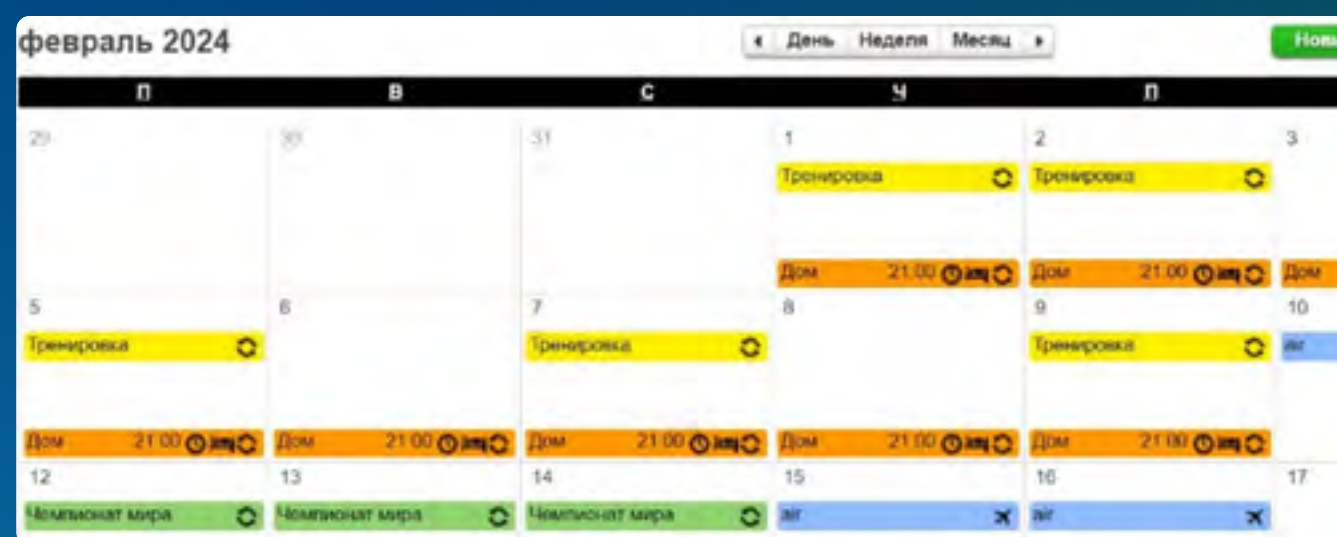 февраль 2024 День Неделя Месяц
П В С Ч П
29 30 31 1 2 3
Тренировка Тренировка
Дом 21:00 Дом 21:00 Дом
5 6 7 8 9 10
Тренировка Тренировка Тренировка air
Дом 21:00 Дом 21:00 Дом 21:00 Дом 21:00 Дом 21:00
12 13 14 15 16 17
Чемпионат мира Чемпионат мира Чемпионат мира air air